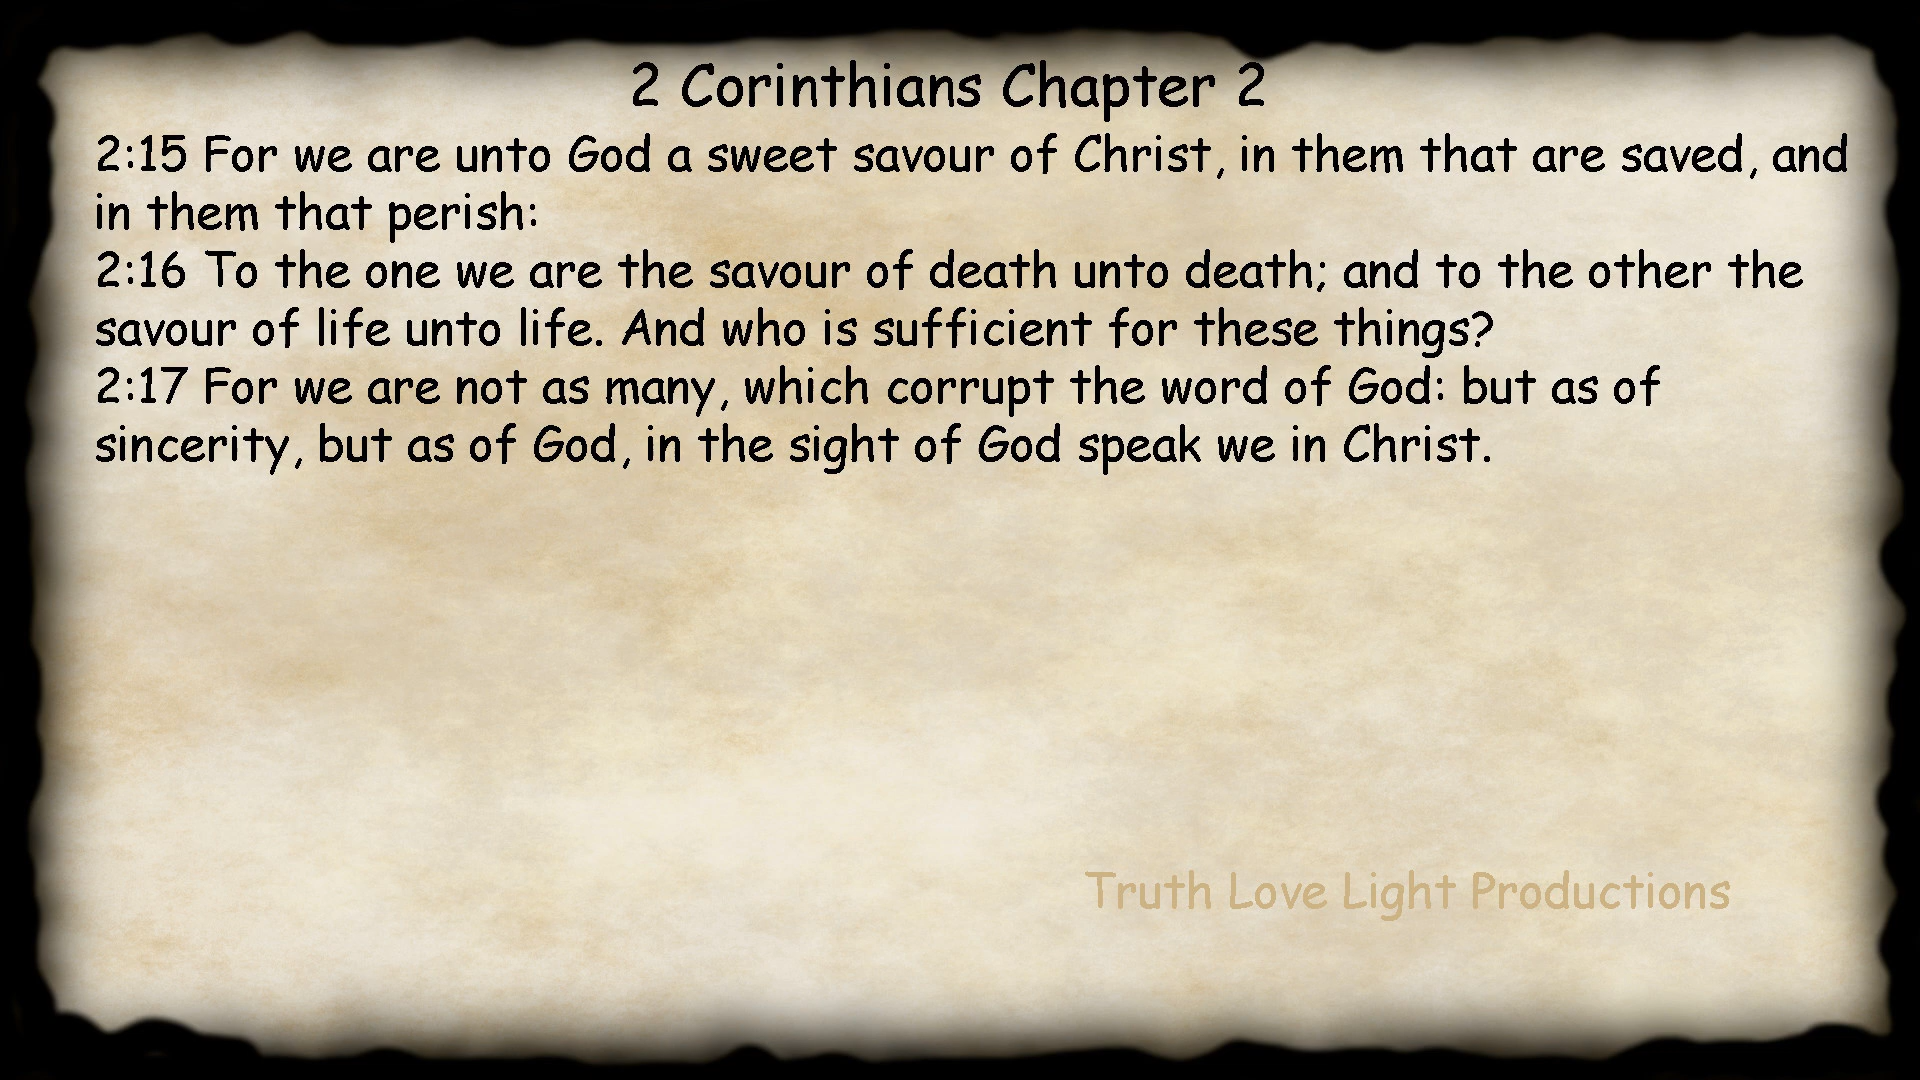 2 Corinthians Chapter 2
2:15 For we are unto God a sweet savour of Christ, in them that are saved, and
in them that perish:
2:16 To the one we are the savour of death unto death; and to the other the
savour of life unto life. And who is sufficient for these things?
2:17 For we are not as many, which corrupt the word of God: but as of
sincerity, but as of God, in the sight of God speak we in Christ.
Truth Love Light Productions